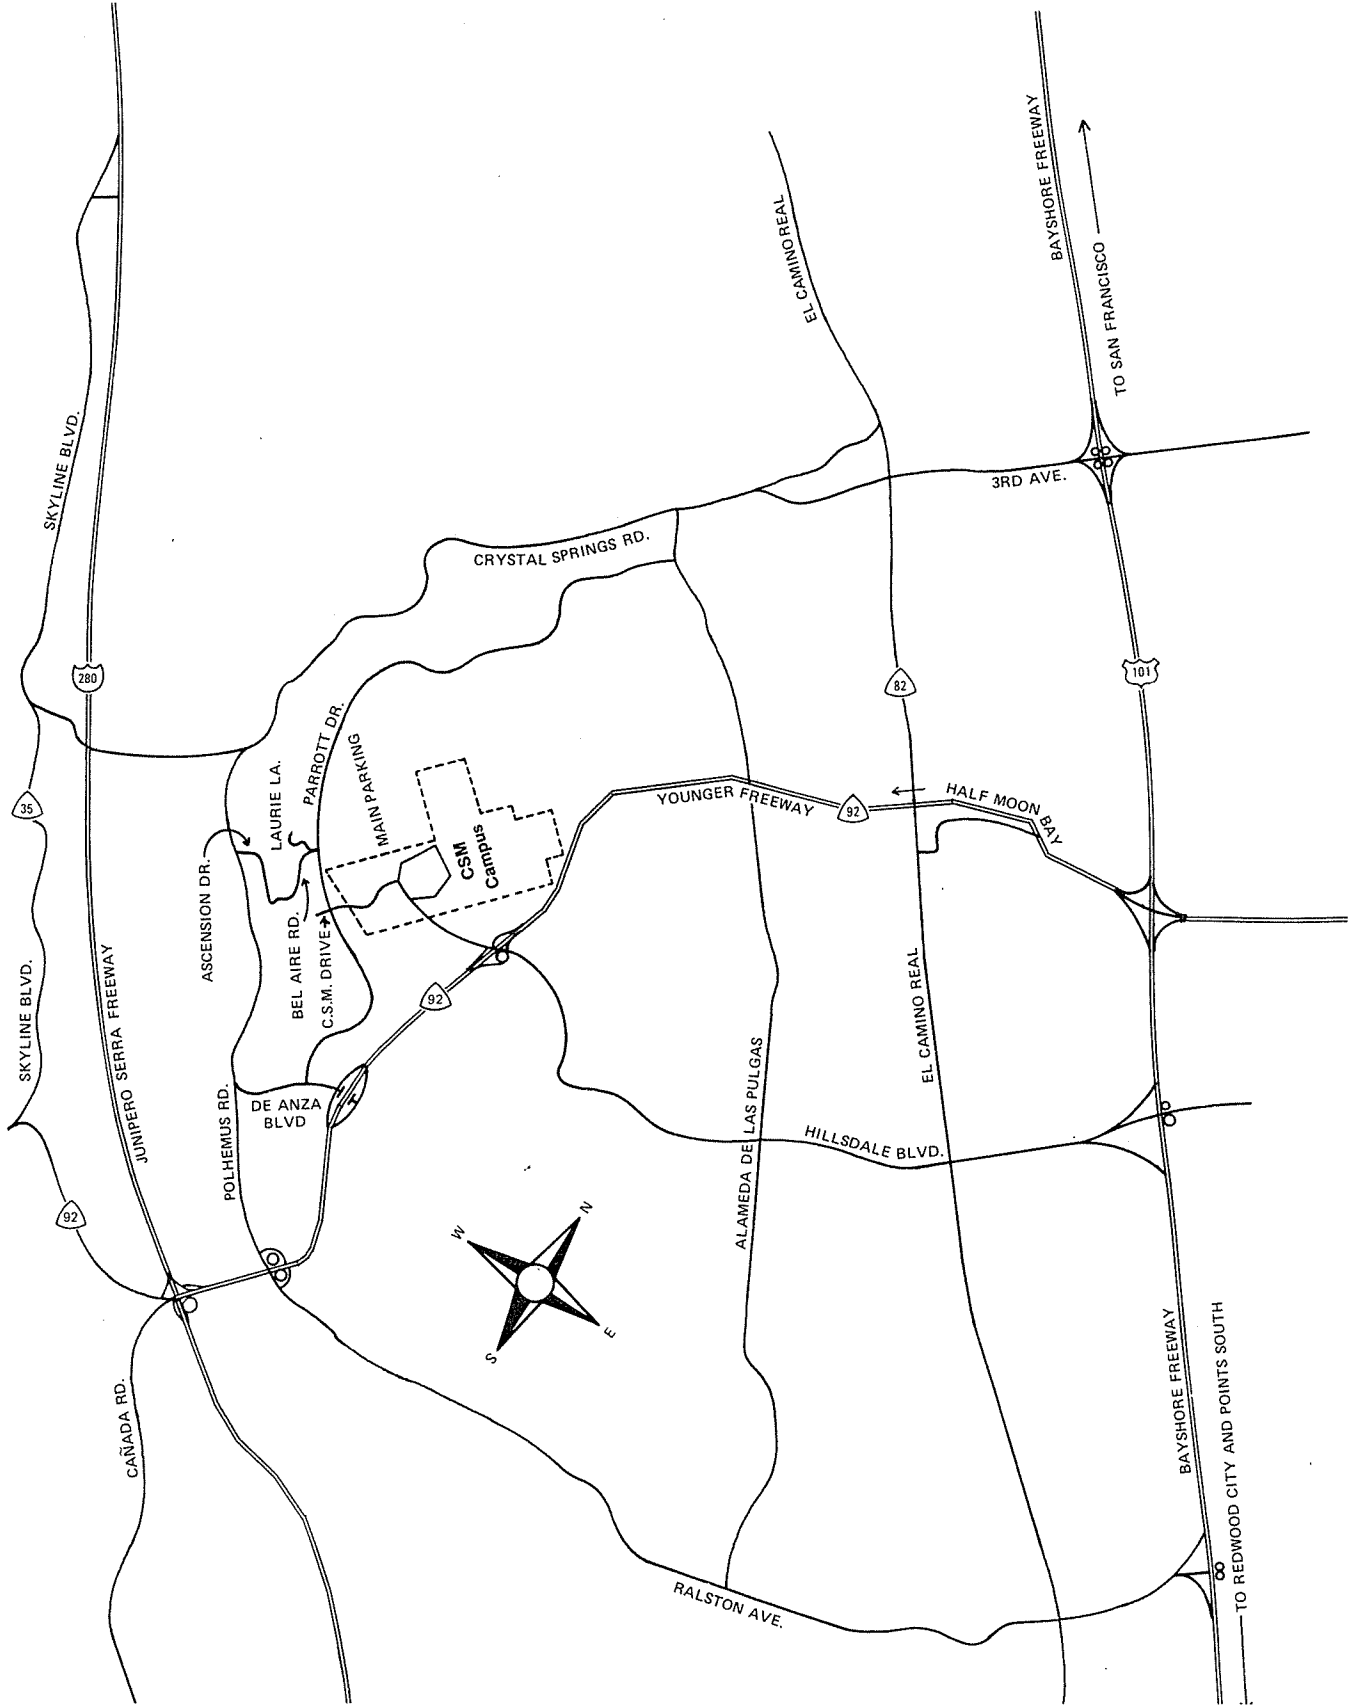 BAYSHORE FREEWAY
EL CAMINO REAL
TO SAN FRANCISCO
SKYLINE BLVD.
3RD AVE.
CRYSTAL SPRINGS RD.
280
101
82
PARROTT DR.
MAIN PARKING
LAURIE LA.
35
YOUNGER FREEWAY
92
HALF MOON
BAY
CSM
Campus
ASCENSION DR.
BEL AIRE RD.
C.S.M. DRIVE
92
SKYLINE BLVD.
JUNIPERO SERRA FREEWAY
EL CAMINO REAL
POLHEMUS RD.
DE ANZA
BLVD
ALAMEDA DE LAS PULGAS
HILLSDALE BLVD.
92
W
N
S
E
CAÑADA RD.
BAYSHORE FREEWAY
TO REDWOOD CITY AND POINTS SOUTH
RALSTON AVE.